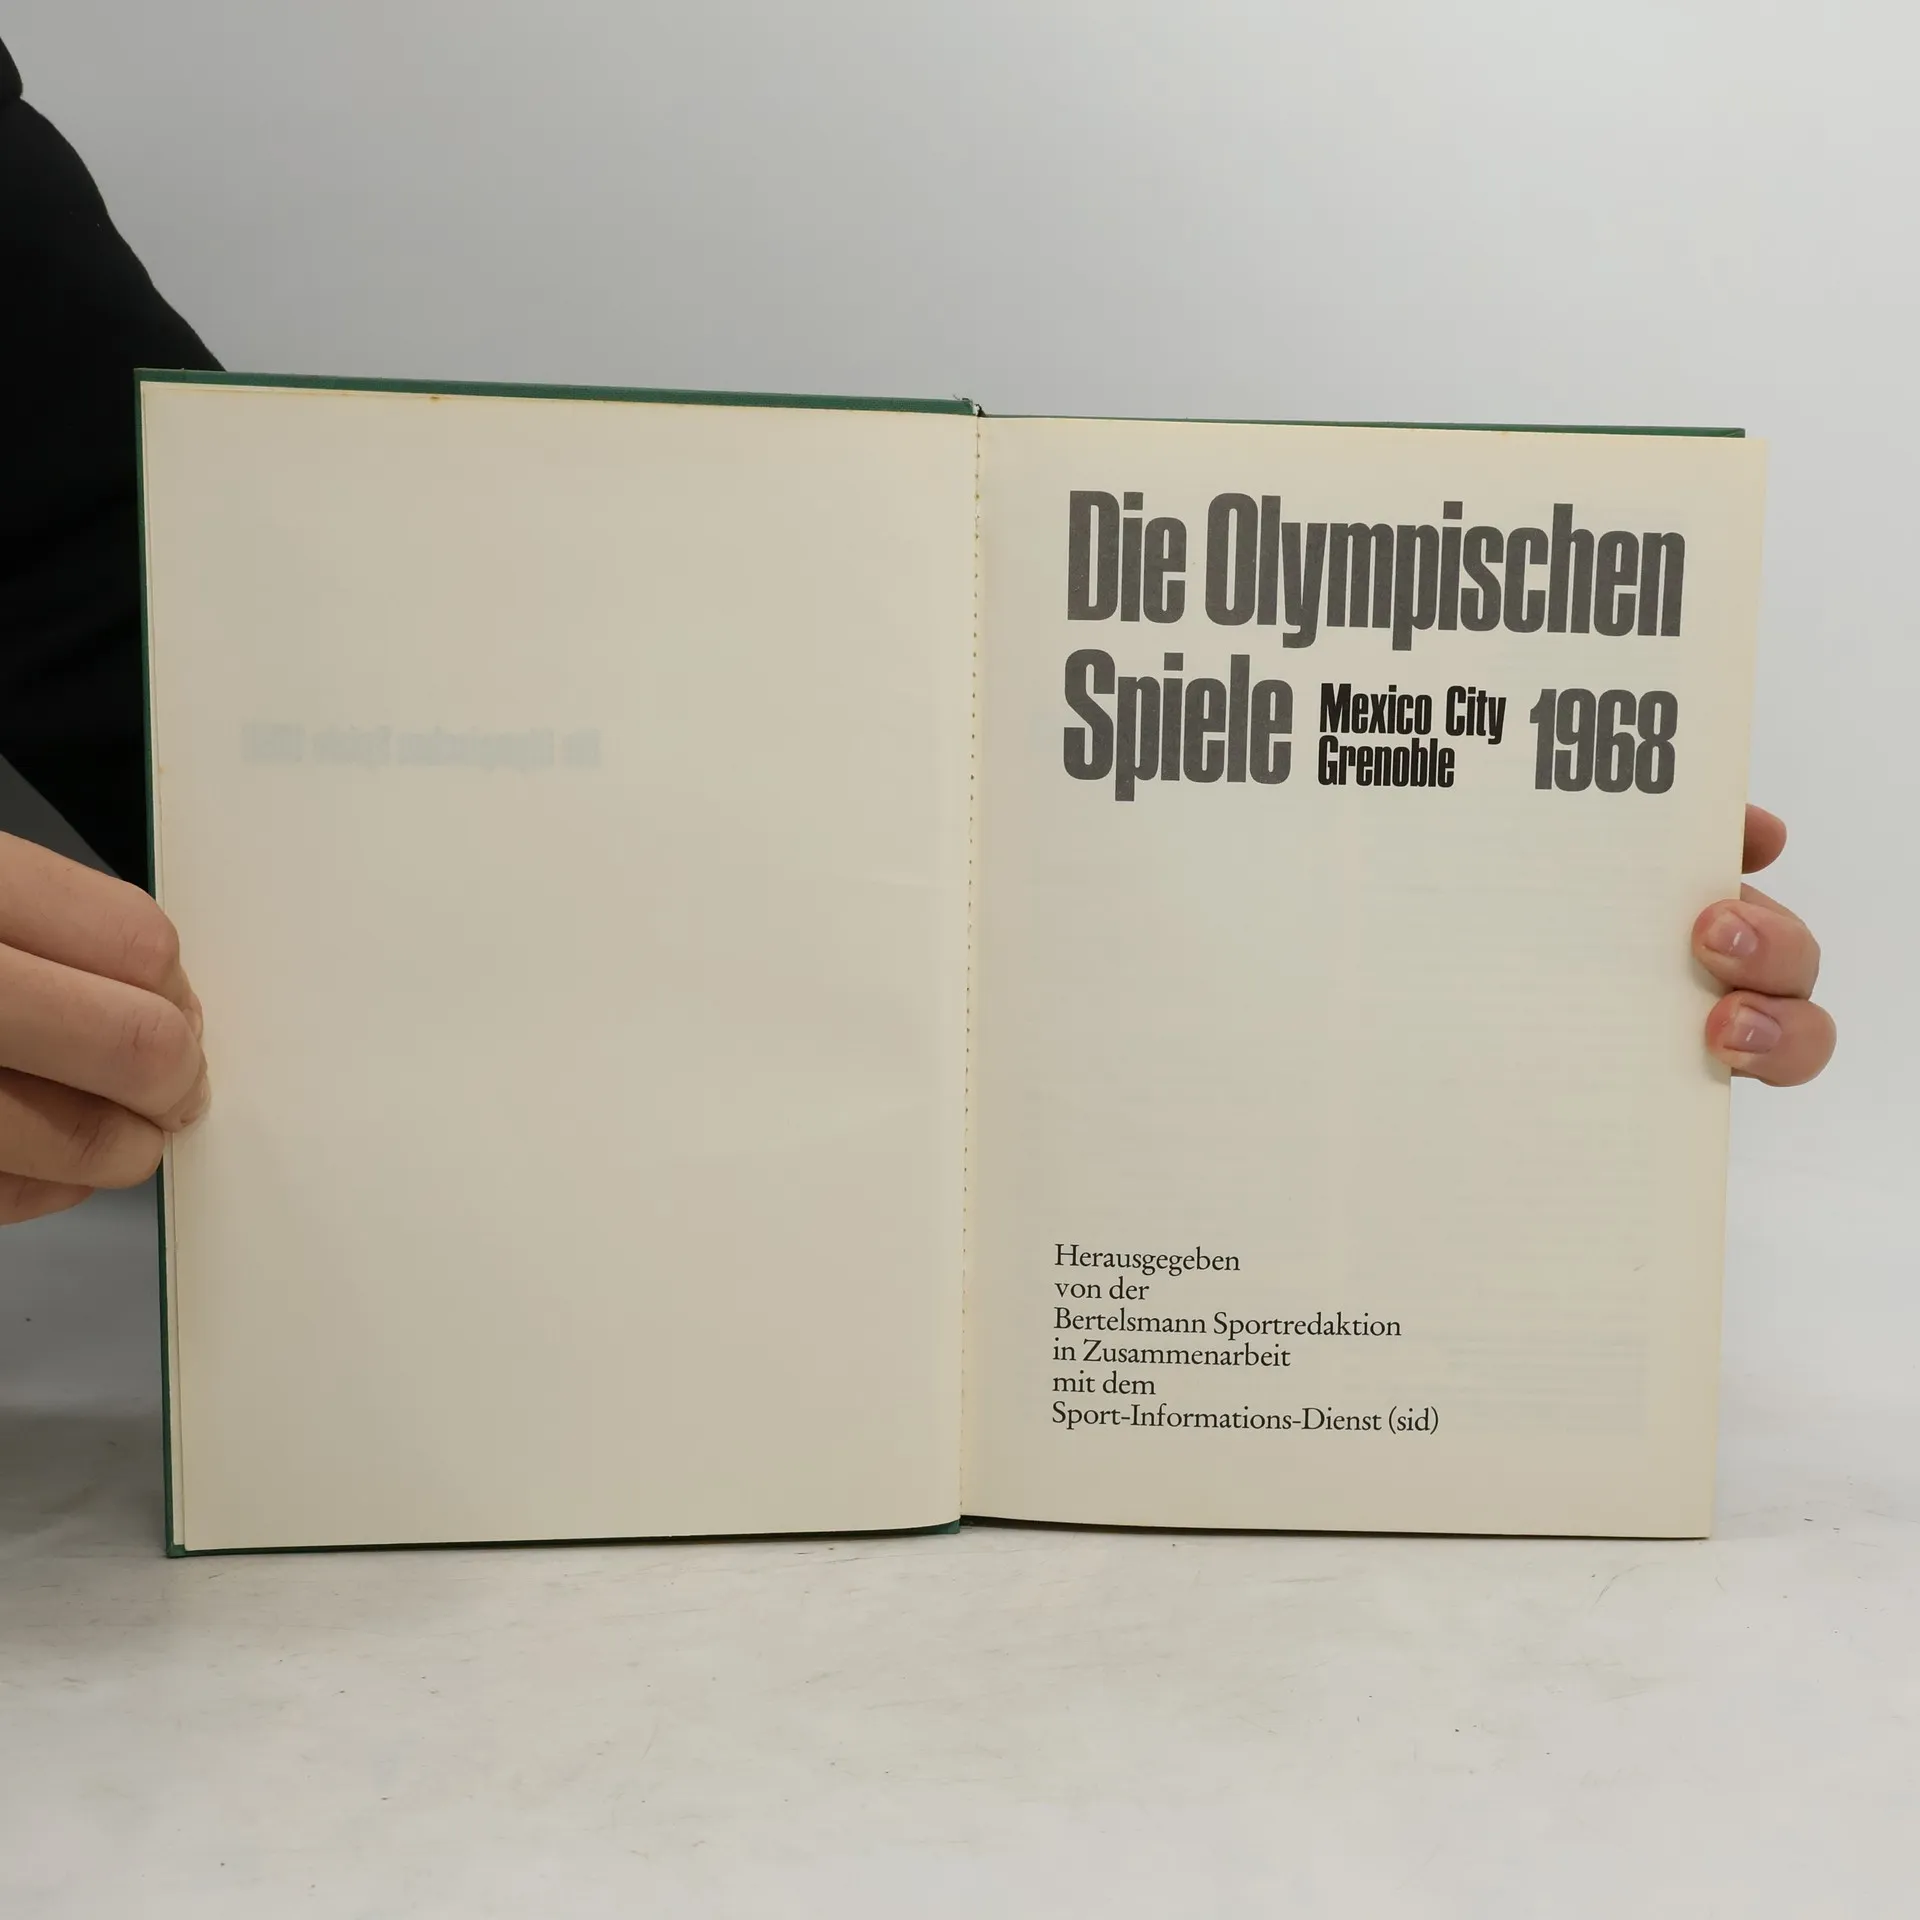 Die Olympischen
Spiele Mexico City Grenoble 1968
Herausgegeben
von der
Bertelsmann Sportredaktion
in Zusammenarbeit
mit dem
Sport-Informations-Dienst (sid)